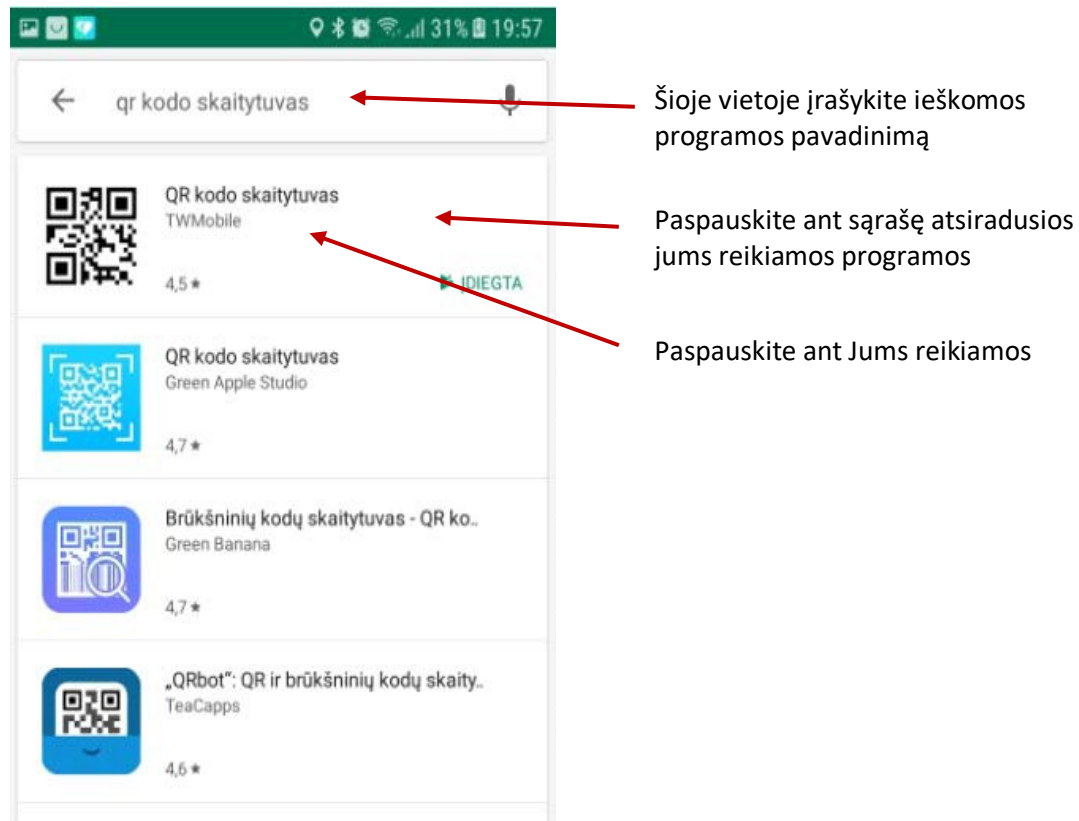 31% 19:57
qr kodo skaitytuvas
Šioje vietoje įrašykite ieškomos
programos pavadinimą
QR kodo skaitytuvas
TWMobile
4,5 ★
ĮDIEGTA
Paspauskite ant sąrašę atsiradusios
jums reikiamos programos
Paspauskite ant Jums reikiamos
QR kodo skaitytuvas
Green Apple Studio
4,7 ★
Brūkšninių kodų skaitytuvas - QR ko..
Green Banana
4,7 ★
„QRbot“: QR ir brūkšninių kodų skaity..
TeaCapps
4,6 ★